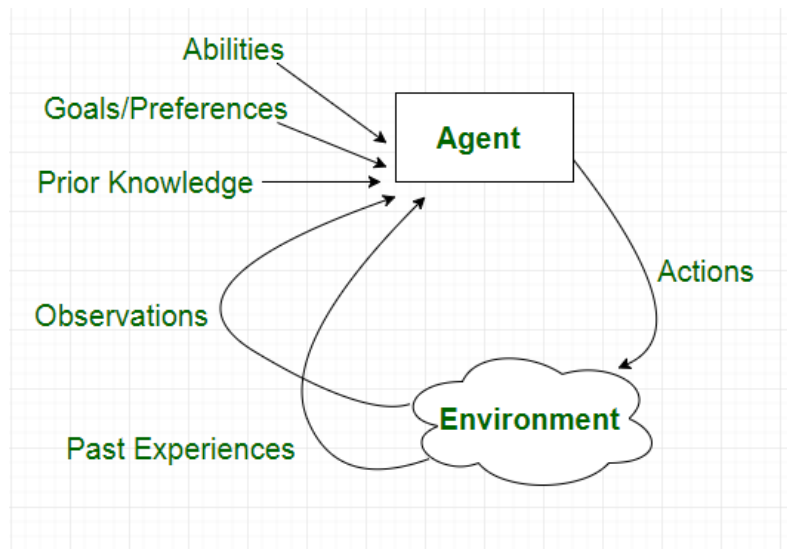 Abilities
Goals/Preferences
Agent
Prior Knowledge
Actions
Observations
Environment
Past Experiences